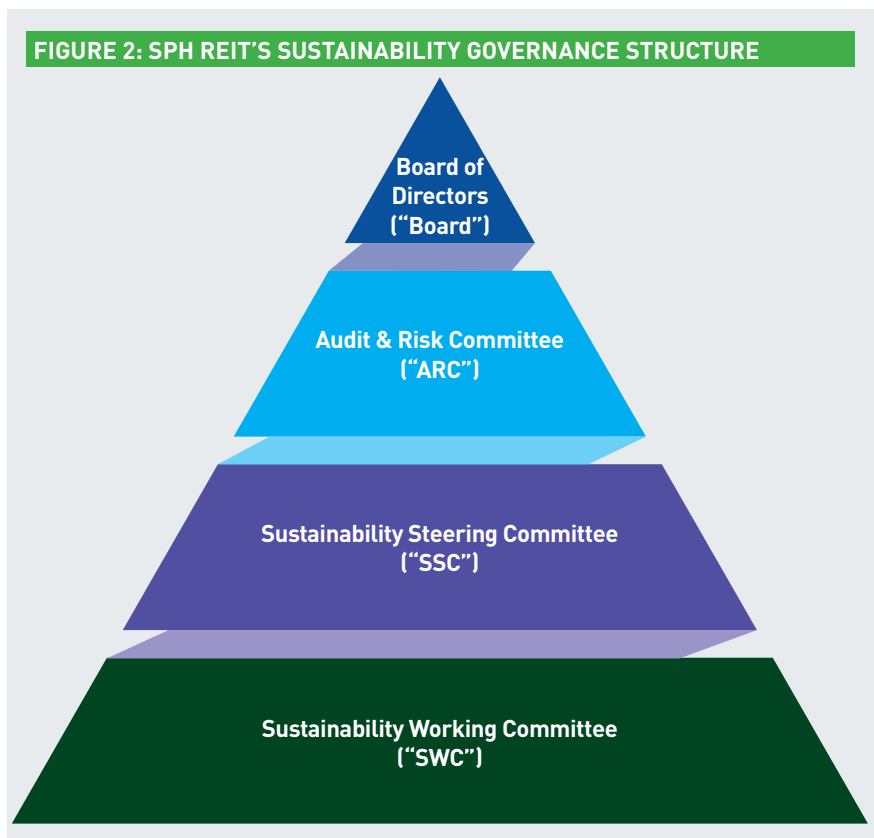 FIGURE 2: SPH REIT’S SUSTAINABILITY GOVERNANCE STRUCTURE
Board of
Directors
(“Board”)
Audit & Risk Committee
(“ARC”)
Sustainability Steering Committee
(“SSC”)
Sustainability Working Committee
(“SWC”)